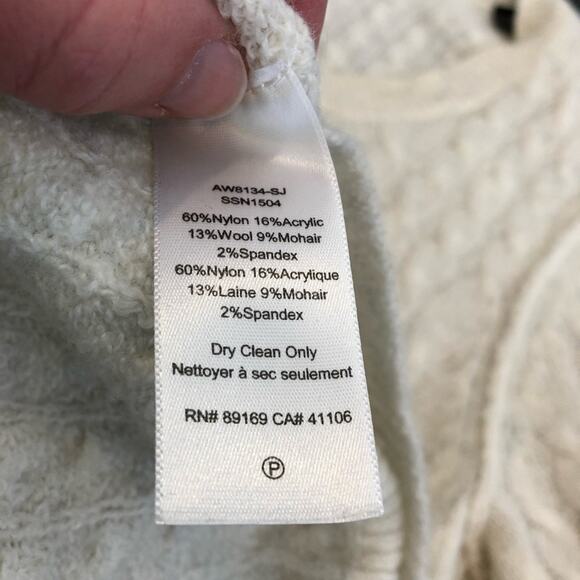 AW8134-SJ
SSN1504
60%Nylon 16%Acrylic
13%Wool 9%Mohair
2%Spandex
60%Nylon 16%Acrylique
13%Laine 9%Mohair
2%Spandex
Dry Clean Only
Nettoyer à sec seulement
RN# 89169 CA# 41106
P